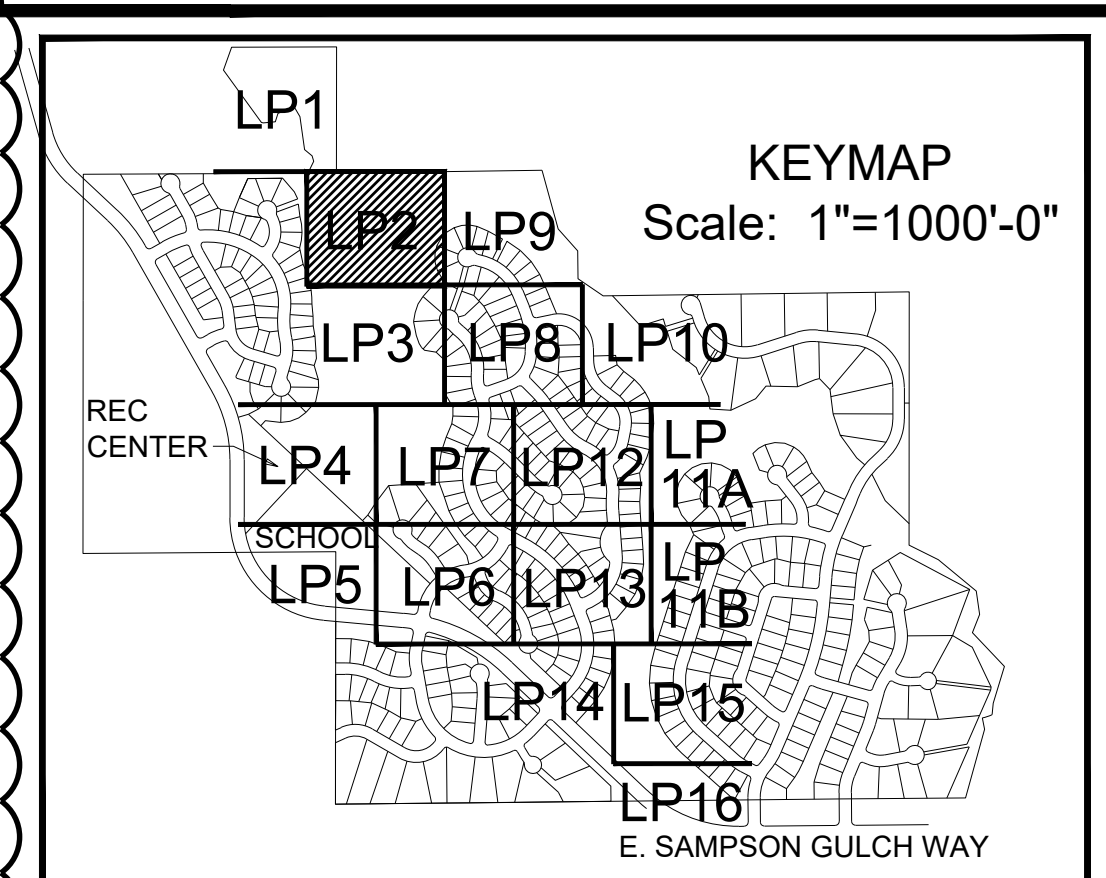 LP1
KEYMAP
Scale: 1"=1000'-0"
LP2
LP9
LP3
LP8
LP10
REC
CENTER
LP4
LP7
LP12
LP
11A
SCHOOL
LP5
LP6
LP13
LP
11B
LP14
LP15
LP16
E. SAMPSON GULCH WAY